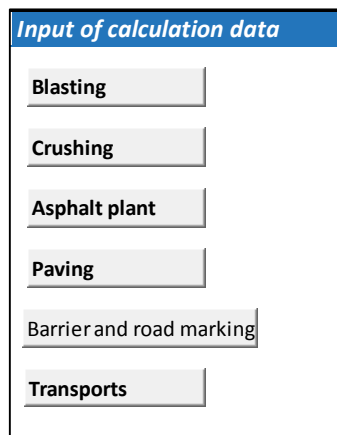 Input of calculation data
Blasting
Crushing
Asphalt plant
Paving
Barrier and road marking
Transports